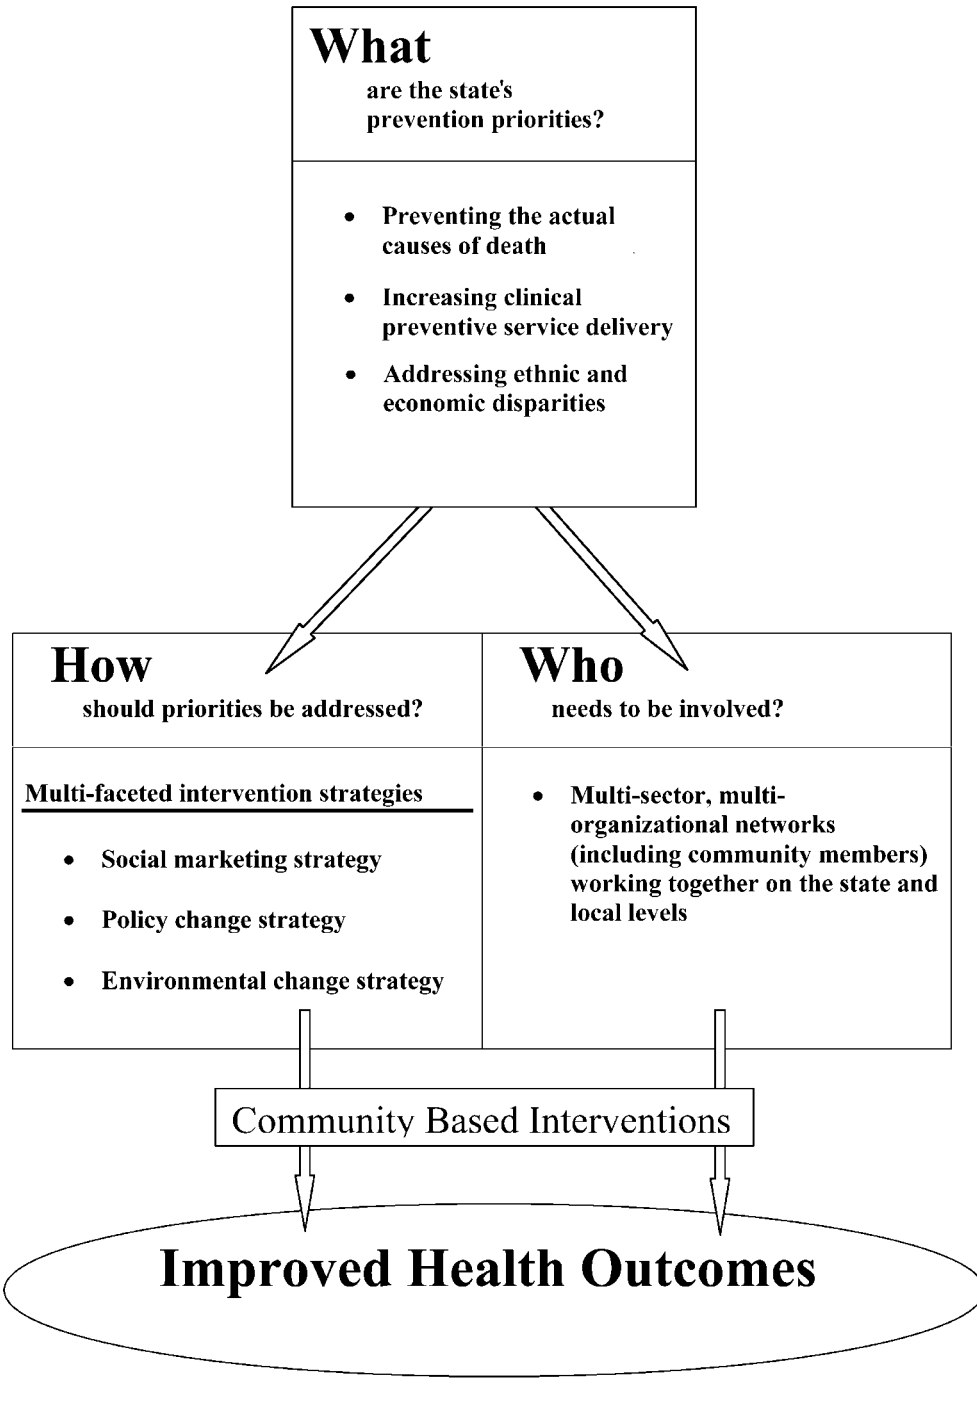 What
are the state's
prevention priorities?
• Preventing the actual
causes of death
• Increasing clinical
preventive service delivery
• Addressing ethnic and
economic disparities
How
should priorities be addressed?
Multi-faceted intervention strategies
• Social marketing strategy
• Policy change strategy
• Environmental change strategy
Who
needs to be involved?
• Multi-sector, multi-
organizational networks
(including community members)
working together on the state and
local levels
Community Based Interventions
Improved Health Outcomes